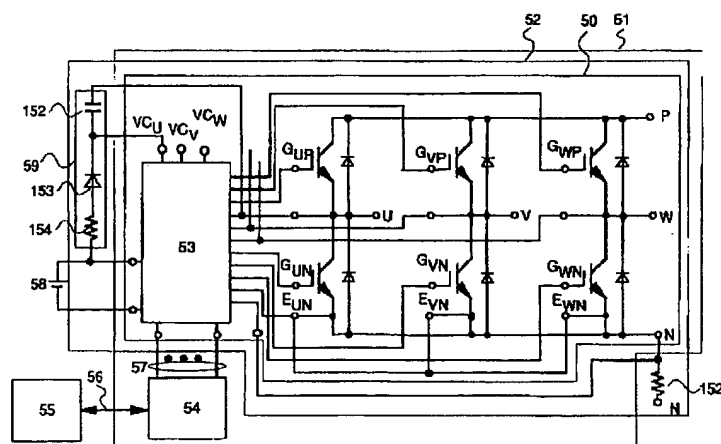 52 50 51
152
VCU VCV VCW
P
59
GUP GVP GWP
153
154
53
U V W
58
GUN GVN GWN
EUN EVN EWN
N
57
56
55 54
152
N